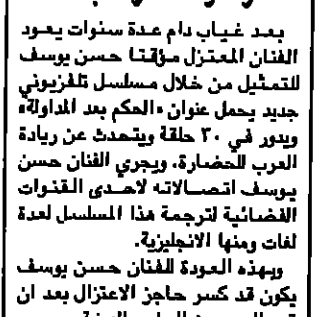 بعد غياب دام عدة سنوات يعود
الفنان المعتزل مؤقتا حسن يوسف
للتمثيل من خلال مسلسل تلفزيوني
جديد يحمل عنوان «الحكم بعد المداولة»
ويدور في ٣٠ حلقة ويتحدث عن ريادة
العرب للحضارة. ويجري الفنان حسن
يوسف اتصالاته لاحدى القنوات
الفضائية لترجمة هذا المسلسل لعدة
لغات ومنها الانجليزية.
وبهذه العودة للفنان حسن يوسف
يكون قد كسر حاجز الاعتزال بعد ان